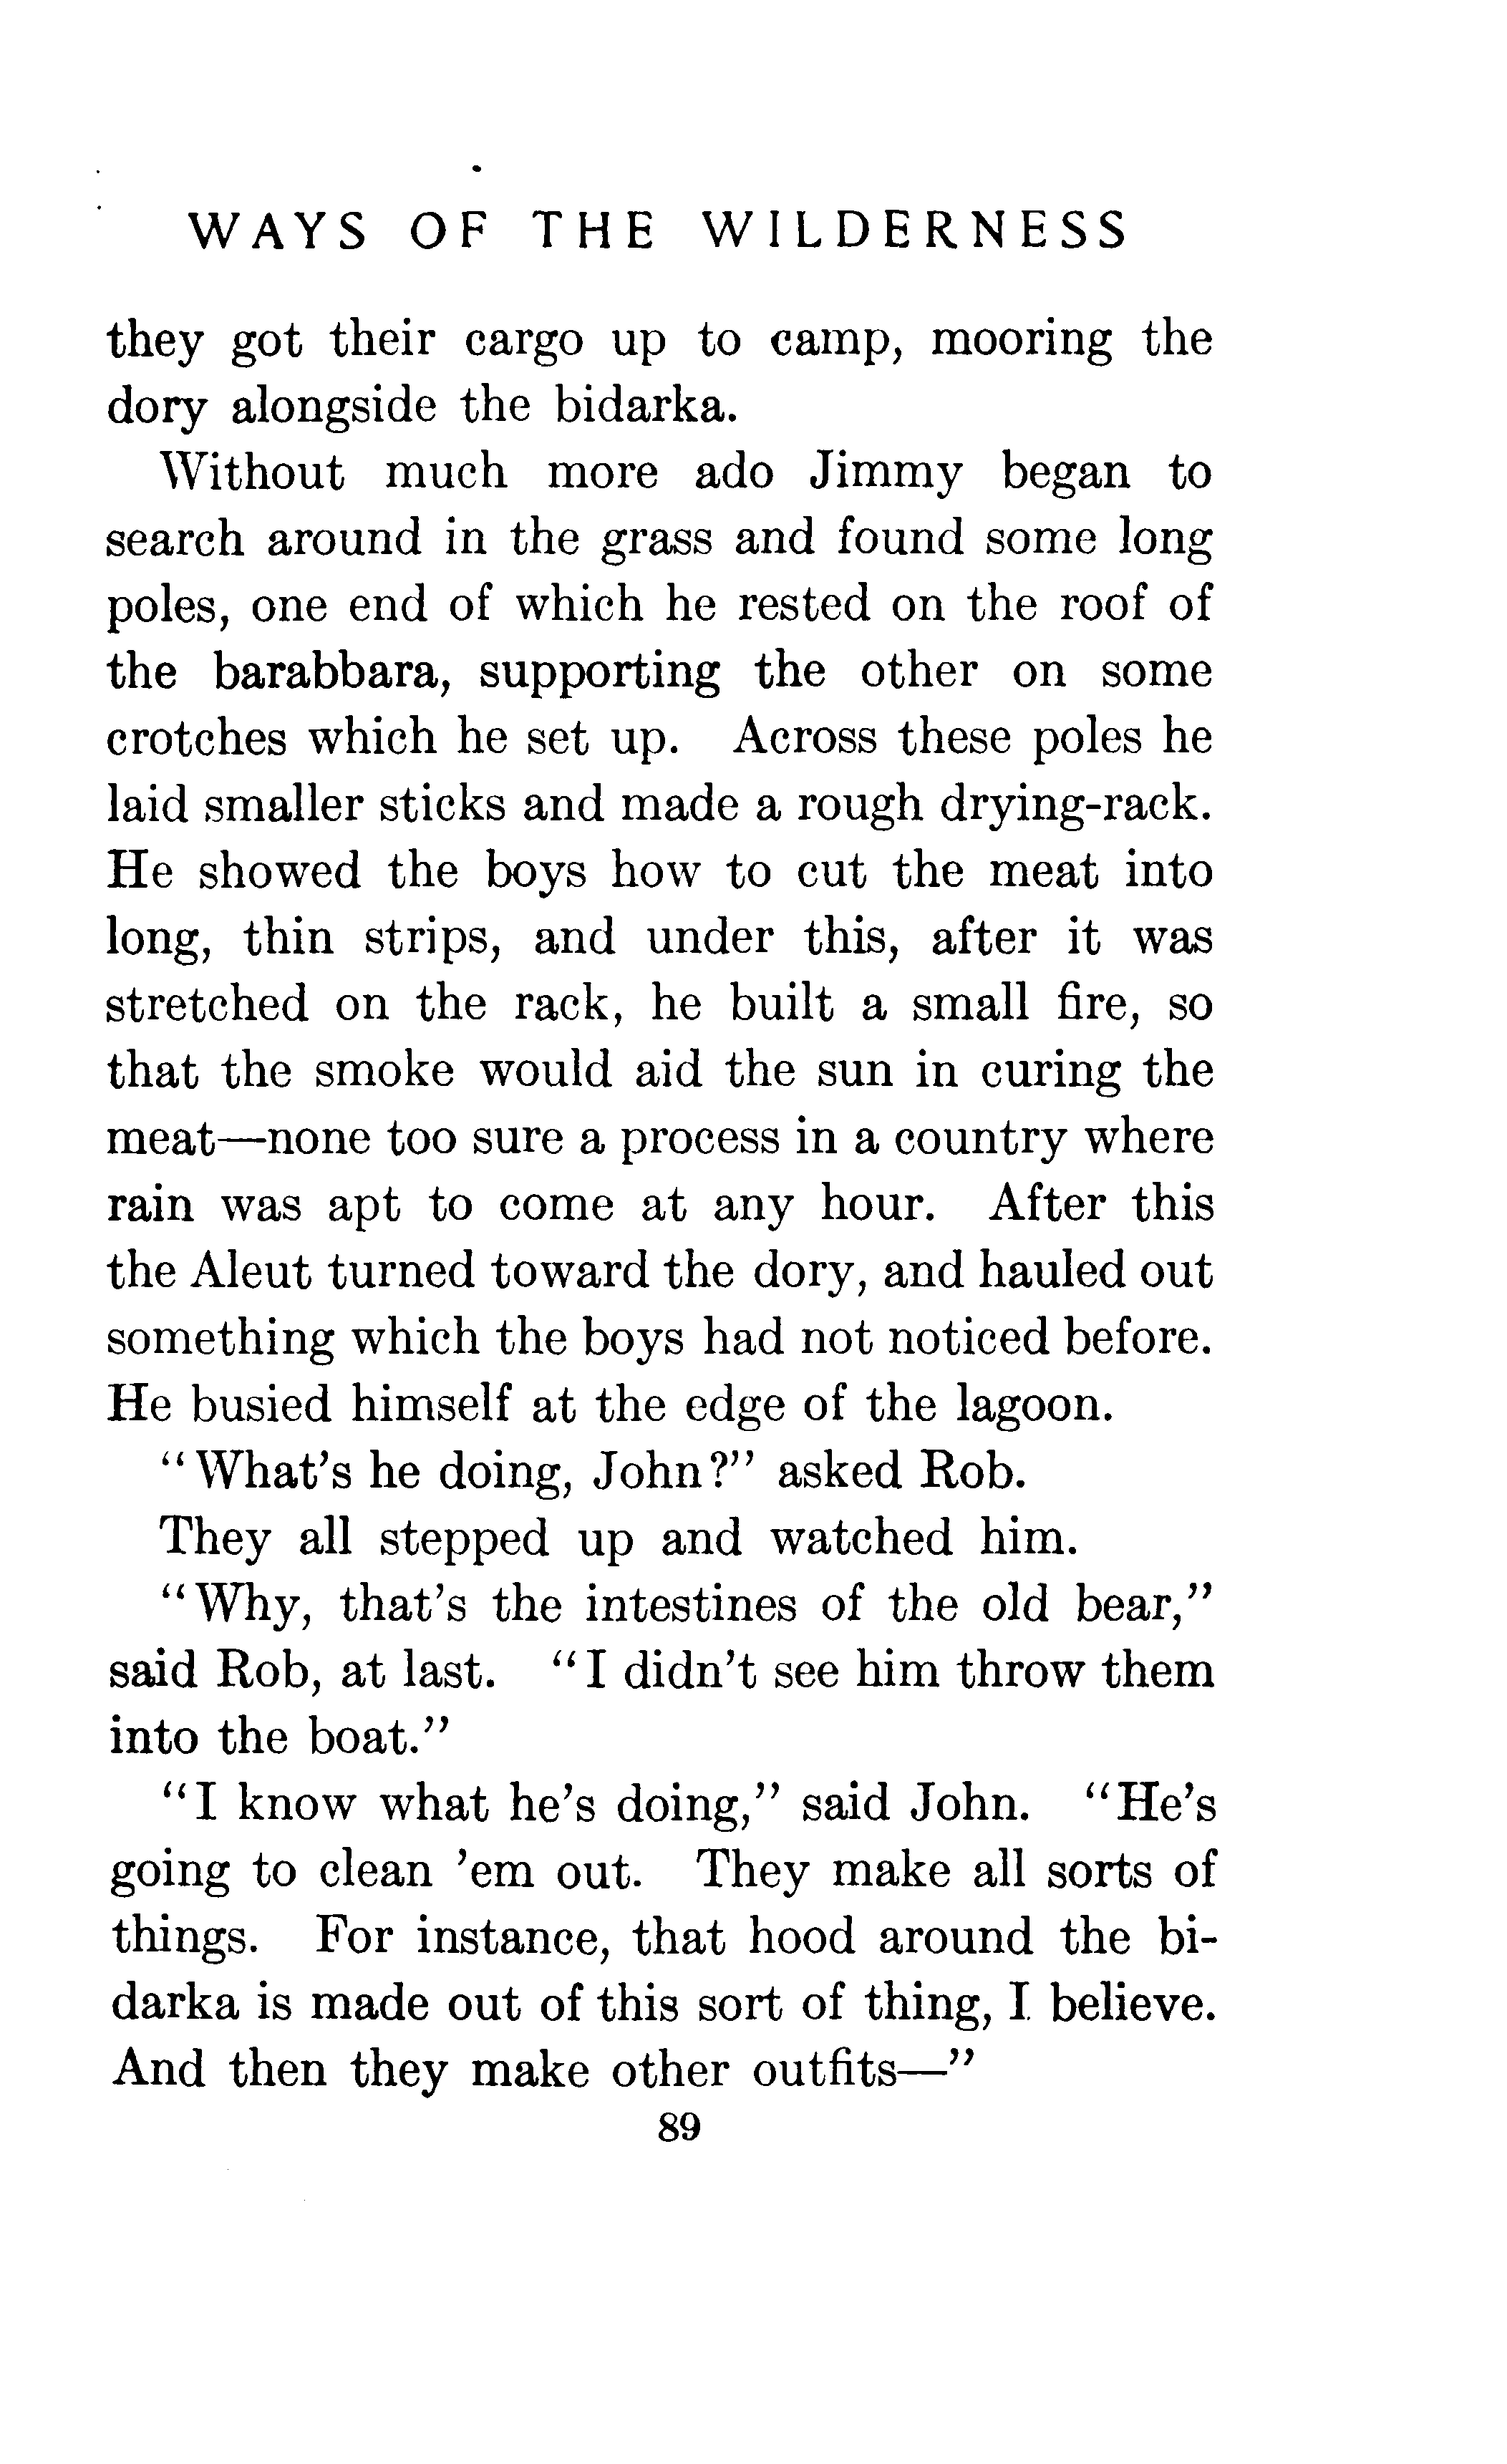 WAYS OF THE WILDERNESS
they got their cargo up to camp, mooring the
dory alongside the bidarka.
Without much more ado Jimmy began to
search around in the grass and found some long
poles, one end of which he rested on the roof of
the barabbara, supporting the other on some
crotches which he set up. Across these poles he
laid smaller sticks and made a rough drying-rack.
He showed the boys how to cut the meat into
long, thin strips, and under this, after it was
stretched on the rack, he built a small fire, so
that the smoke would aid the sun in curing the
meat—none too sure a process in a country where
rain was apt to come at any hour. After this
the Aleut turned toward the dory, and hauled out
something which the boys had not noticed before.
He busied himself at the edge of the lagoon.
"What's he doing, John?" asked Rob.
They all stepped up and watched him.
"Why, that's the intestines of the old bear,"
said Rob, at last. "I didn't see him throw them
into the boat."
"I know what he's doing," said John. "He's
going to clean 'em out. They make all sorts of
things. For instance, that hood around the bi-
darka is made out of this sort of thing, I believe.
And then they make other outfits—"
89